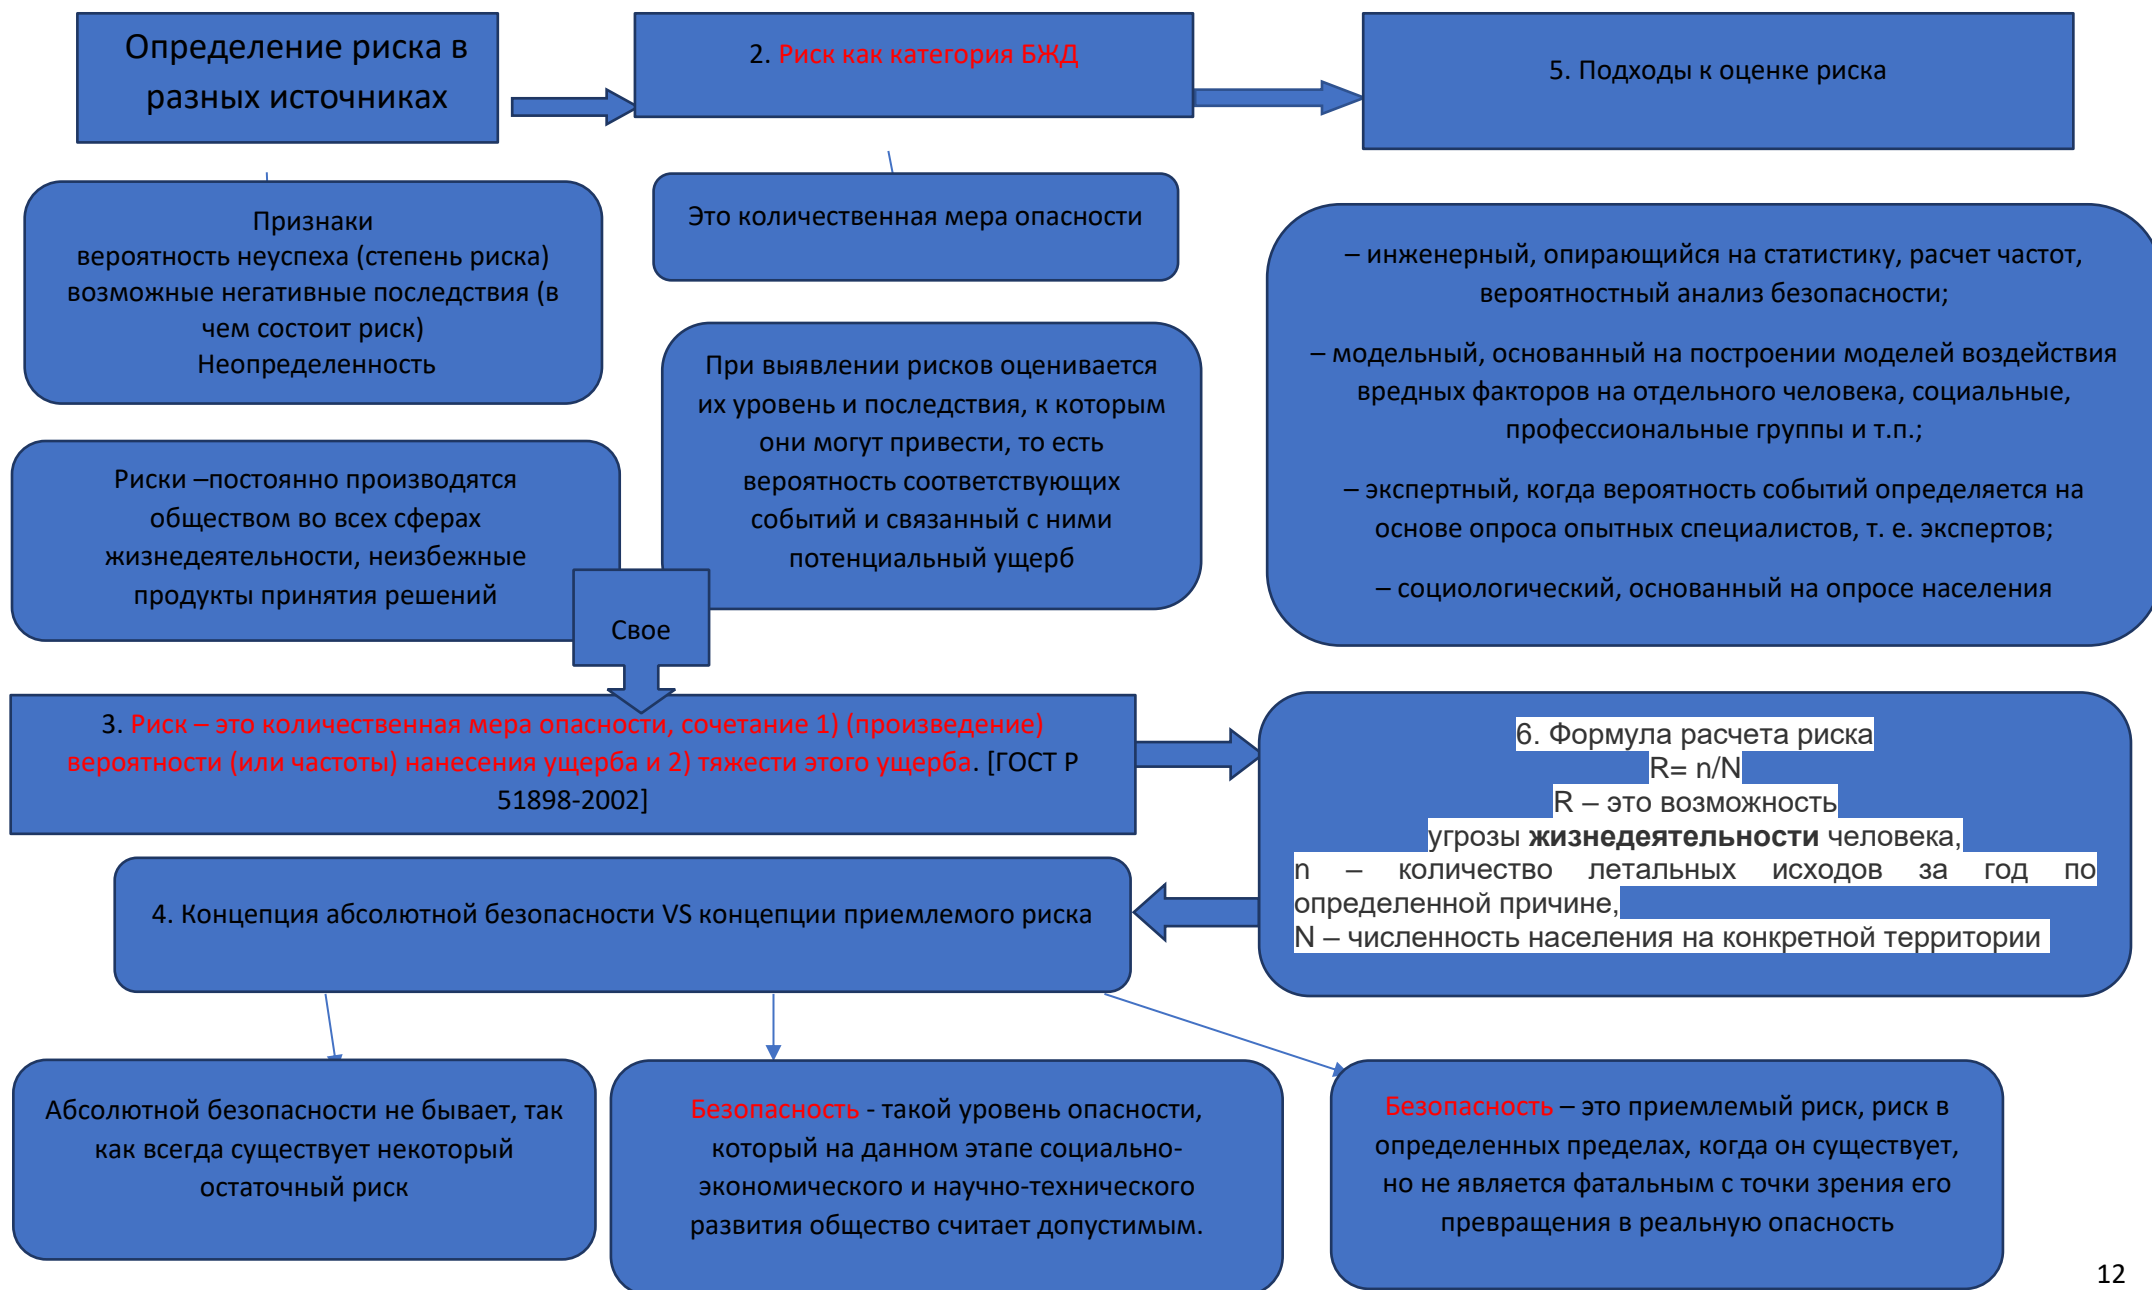 Определение риска в
разных источниках
2. Риск как категория БЖД
5. Подходы к оценке риска
Признаки
вероятность неуспеха (степень риска)
возможные негативные последствия (в
чем состоит риск)
Неопределенность
Это количественная мера опасности
– инженерный, опирающийся на статистику, расчет частот,
вероятностный анализ безопасности;
– модельный, основанный на построении моделей воздействия
вредных факторов на отдельного человека, социальные,
профессиональные группы и т.п.;
– экспертный, когда вероятность событий определяется на
основе опроса опытных специалистов, т. е. экспертов;
– социологический, основанный на опросе населения
При выявлении рисков оценивается
их уровень и последствия, к которым
они могут привести, то есть
вероятность соответствующих
событий и связанный с ними
потенциальный ущерб
Риски –постоянно производятся
обществом во всех сферах
жизнедеятельности, неизбежные
продукты принятия решений
Свое
3. Риск – это количественная мера опасности, сочетание 1) (произведение)
вероятности (или частоты) нанесения ущерба и 2) тяжести этого ущерба. [ГОСТ Р
51898-2002]
6. Формула расчета риска
R= n/N
R – это возможность
угрозы жизнедеятельности человека,
n – количество летальных исходов за год по
определенной причине,
N – численность населения на конкретной территории
4. Концепция абсолютной безопасности VS концепции приемлемого риска
Абсолютной безопасности не бывает, так
как всегда существует некоторый
остаточный риск
Безопасность - такой уровень опасности,
который на данном этапе социально-
экономического и научно-технического
развития общество считает допустимым.
Безопасность – это приемлемый риск, риск в
определенных пределах, когда он существует,
но не является фатальным с точки зрения его
превращения в реальную опасность
12